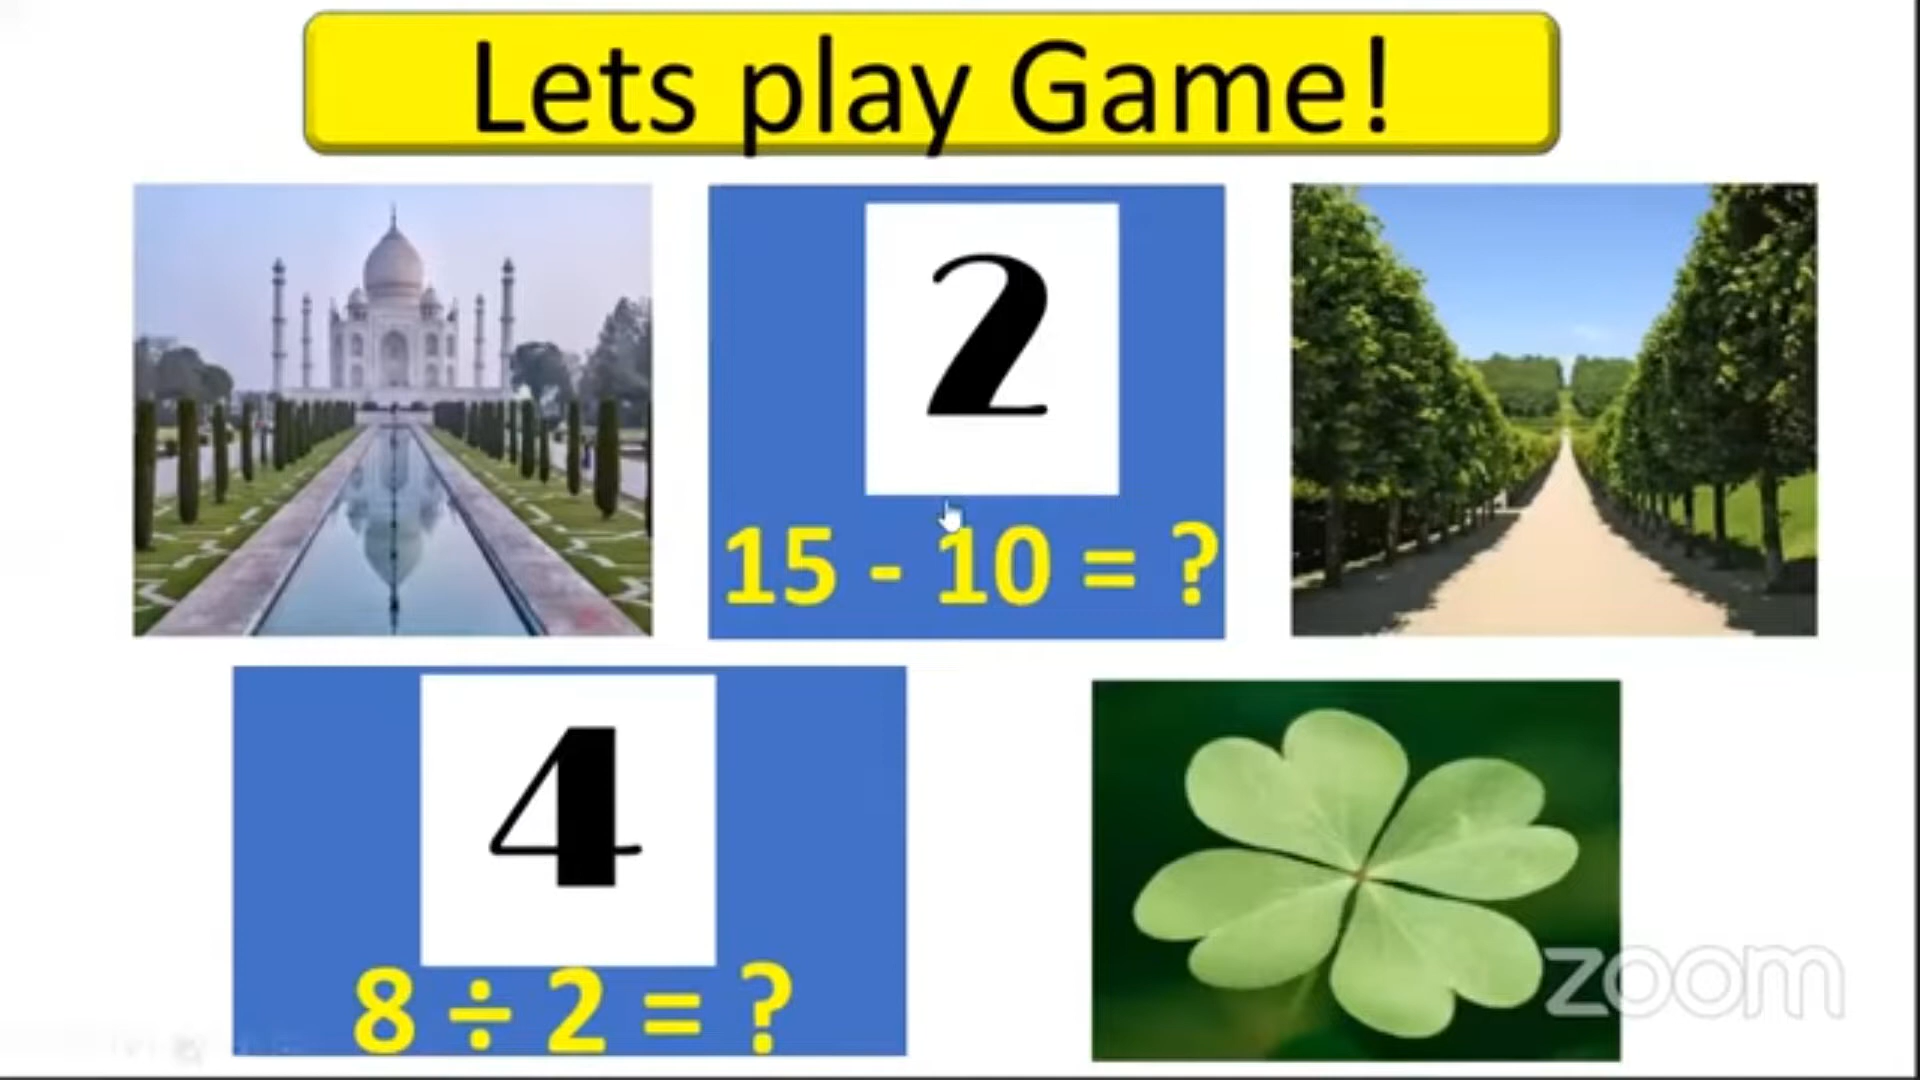 Lets play Game!
2
15 - 10 = ?
4
8 ÷ 2 = ?
zoom